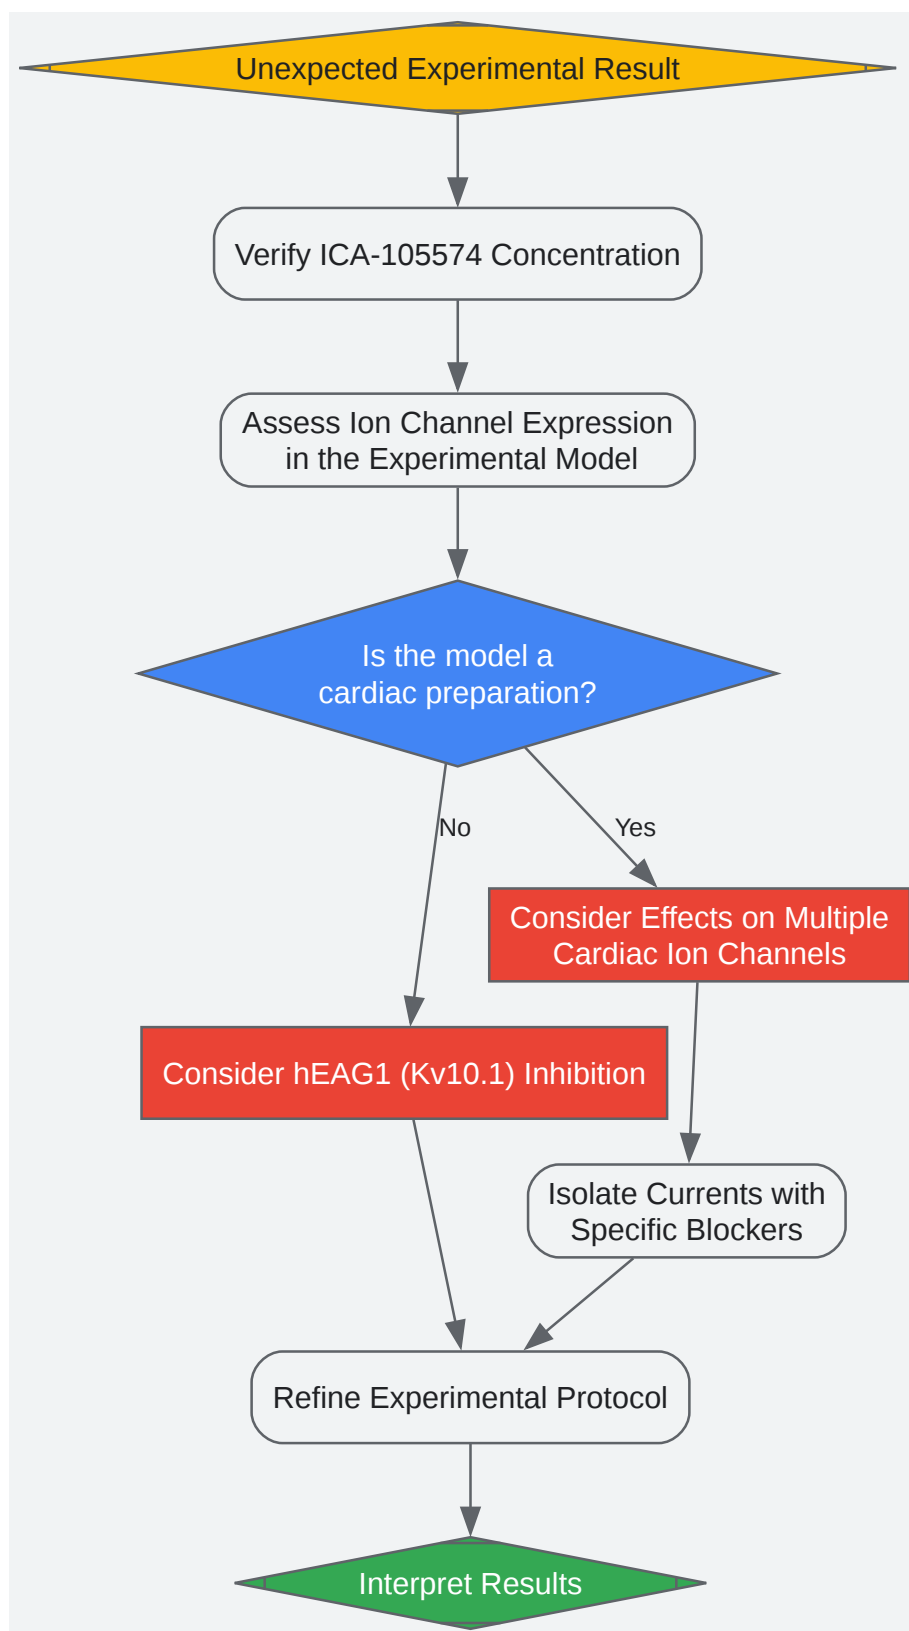 Unexpected Experimental Result
Verify ICA-105574 Concentration
Assess Ion Channel Expression
in the Experimental Model
Is the model a
cardiac preparation?
No
Yes
Consider Effects on Multiple
Cardiac Ion Channels
Consider hEAG1 (Kv10.1) Inhibition
Isolate Currents with
Specific Blockers
Refine Experimental Protocol
Interpret Results